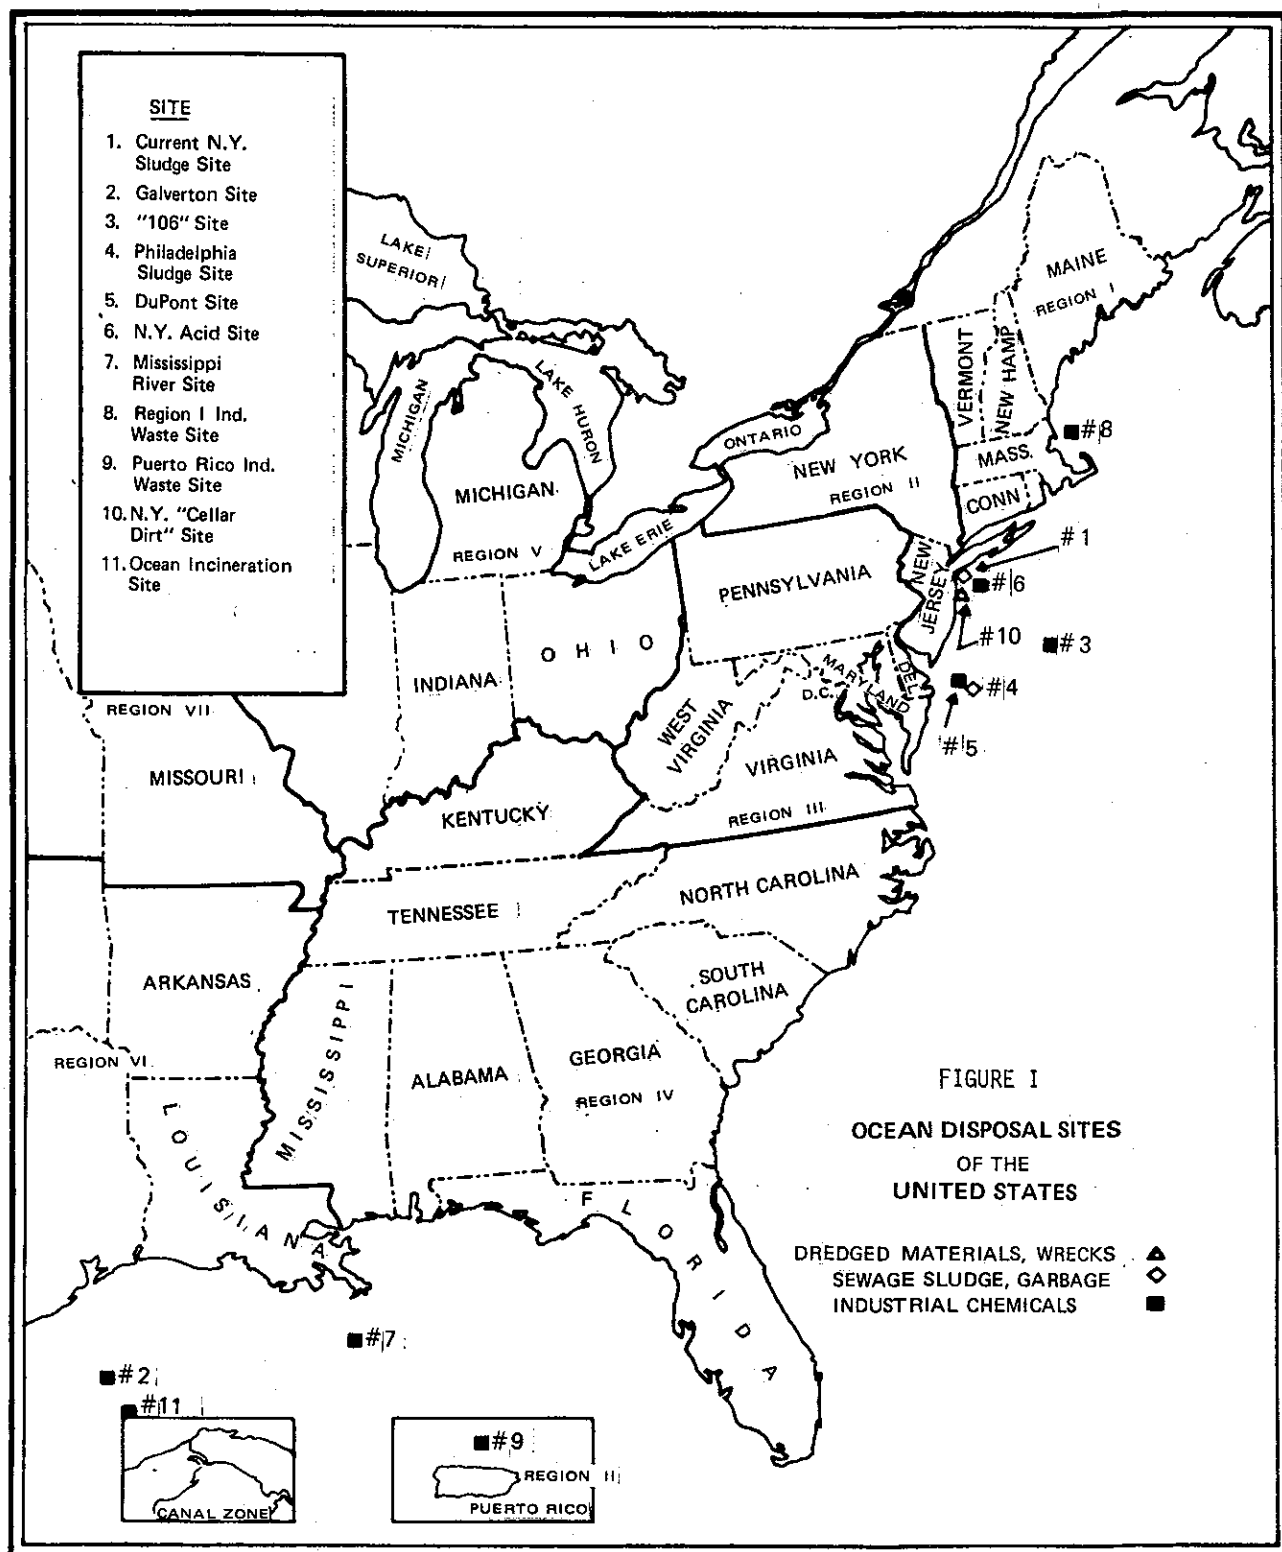 SITE
1. Current N.Y.
Sludge Site
2. Galverton Site
3. "106" Site
4. Philadelphia
Sludge Site
5. DuPont Site
6. N.Y. Acid Site
7. Mississippi
River Site
8. Region I Ind.
Waste Site
9. Puerto Rico Ind.
Waste Site
10. N.Y. "Cellar
Dirt" Site
11. Ocean Incineration
Site
LAKE
SUPERIOR
MICHIGAN
LAKE HURON
MICHIGAN
REGION V
ONTARIO
LAKE ERIE
MAINE
REGION I
VERMONT
NEW HAMP
MASS.
CONN
NEW YORK
REGION II
#8
#1
PENNSYLVANIA
NEW
JERSEY
#6
#10
#3
OHIO
INDIANA
MARYLAND
DEL
D.C.
#4
#5
WEST
VIRGINIA
VIRGINIA
REGION III
REGION VII
MISSOURI
KENTUCKY
TENNESSEE
NORTH CAROLINA
ARKANSAS
SOUTH
CAROLINA
REGION VI
MISSISSIPPI
ALABAMA
GEORGIA
REGION IV
LOUISIANA
FLORIDA
FIGURE I
OCEAN DISPOSAL SITES
OF THE
UNITED STATES
DREDGED MATERIALS, WRECKS
SEWAGE SLUDGE, GARBAGE
INDUSTRIAL CHEMICALS
#7
#2
#11
CANAL ZONE
#9
REGION II
PUERTO RICO